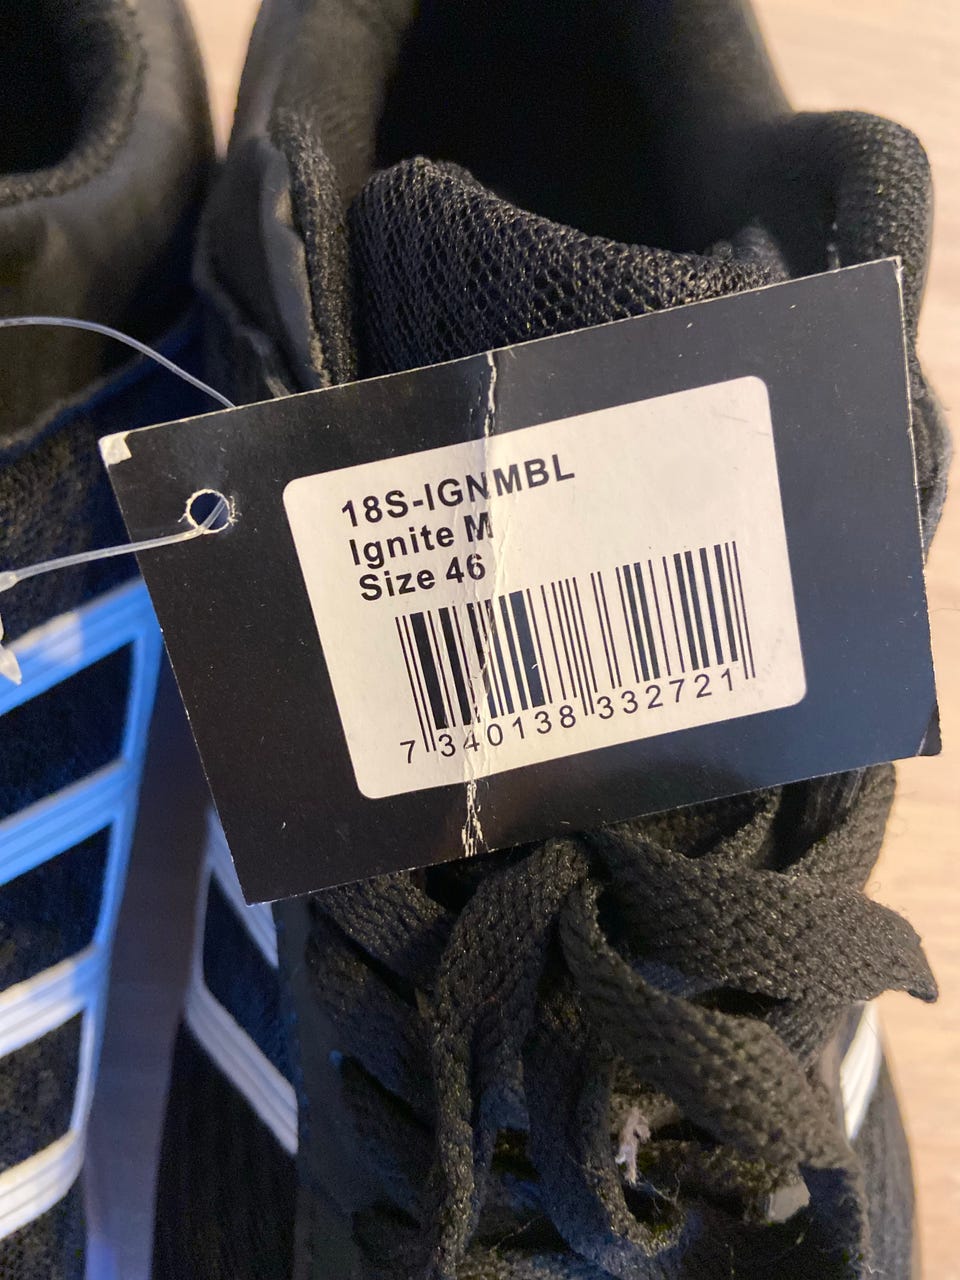 18S-IGNMBL
Ignite M
Size 46
7 340138 332721